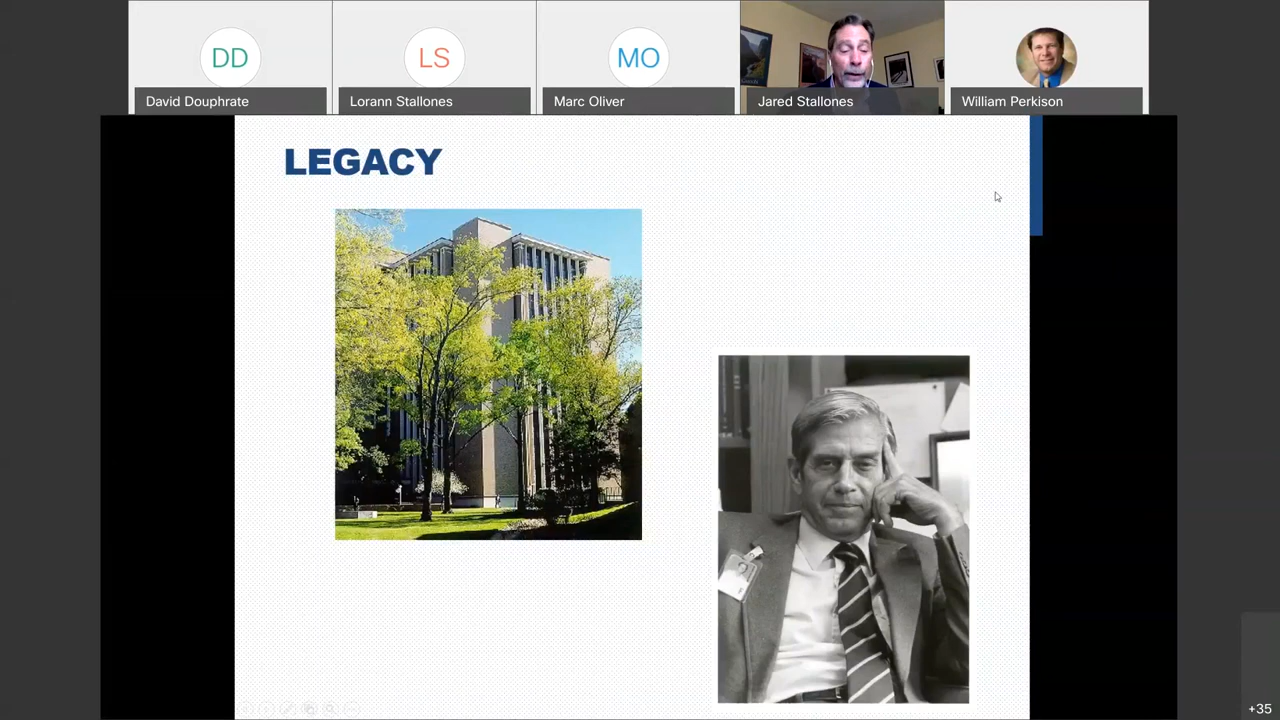 DD
LS
MO
David Douphrate
Lorann Stallones
Marc Oliver
Jared Stallones
William Perkison
LEGACY
+35